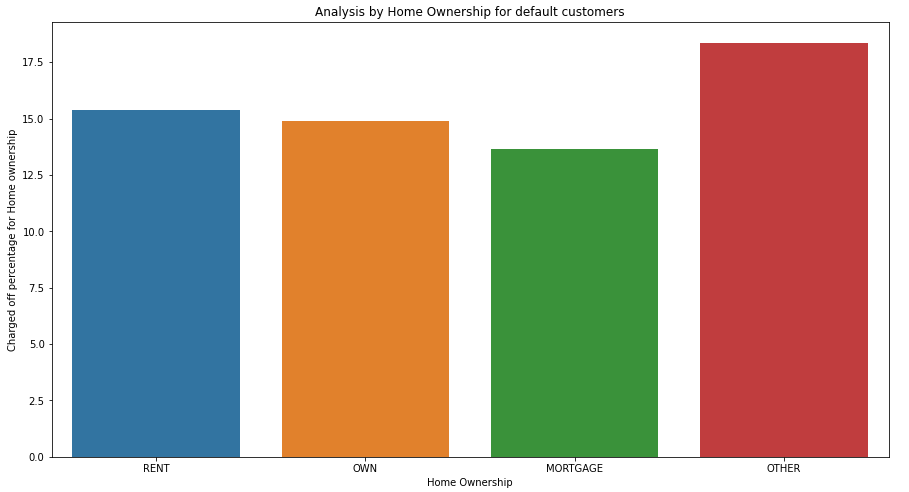 Analysis by Home Ownership for default customers
Charged off percentage for Home ownership
17.5
15.0
12.5
10.0
7.5
5.0
2.5
0.0
RENT
OWN
MORTGAGE
OTHER
Home Ownership